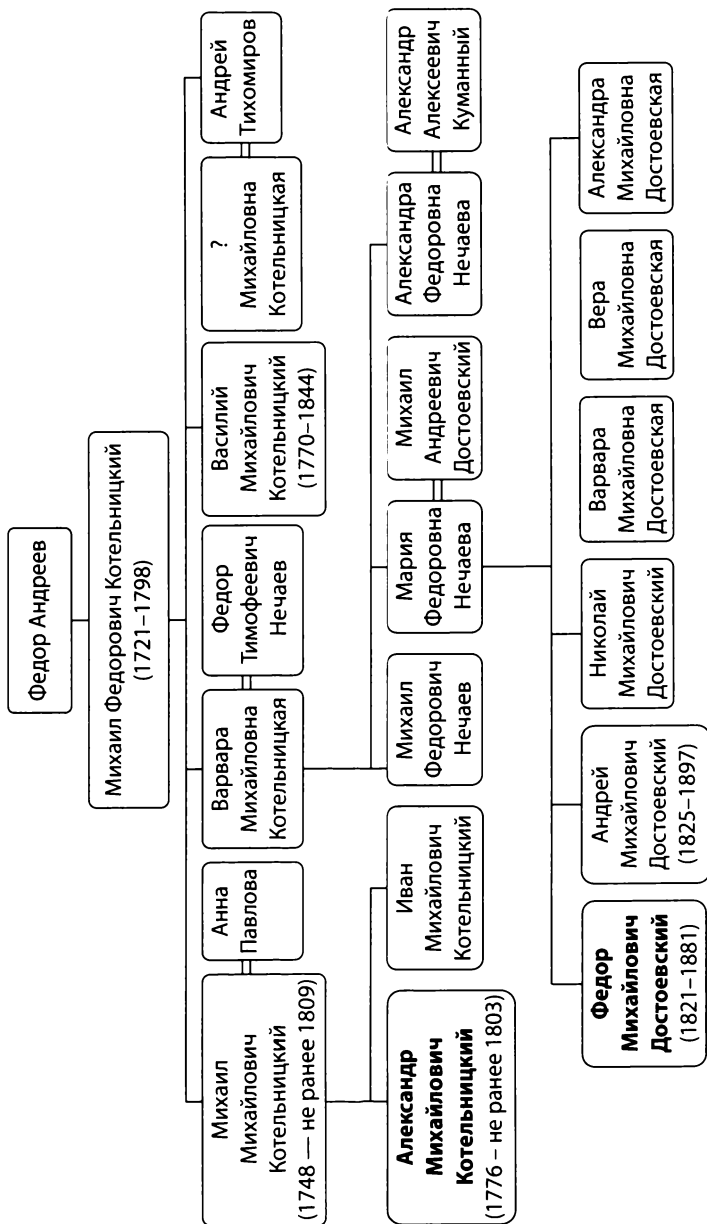 Федор Андреев
Михаил Федорович Котельницкий
(1721–1798)
Михаил
Михайлович
Котельницкий
(1748 — не ранее 1809)
Анна
Павлова
Варвара
Михайловна
Котельницкая
Федор
Тимофеевич
Нечаев
Василий
Михайлович
Котельницкий
(1770–1844)
?
Михайловна
Котельницкая
Андрей
Тихомиров
Александр
Михайлович
Котельницкий
(1776 – не ранее 1803)
Иван
Михайлович
Котельницкий
Михаил
Федорович
Нечаев
Мария
Федоровна
Нечаева
Михаил
Андреевич
Достоевский
Александра
Федоровна
Нечаева
Александр
Алексеевич
Куманный
Федор
Михайлович
Достоевский
(1821–1881)
Андрей
Михайлович
Достоевский
(1825–1897)
Николай
Михайлович
Достоевский
Варвара
Михайловна
Достоевская
Вера
Михайловна
Достоевская
Александра
Михайловна
Достоевская